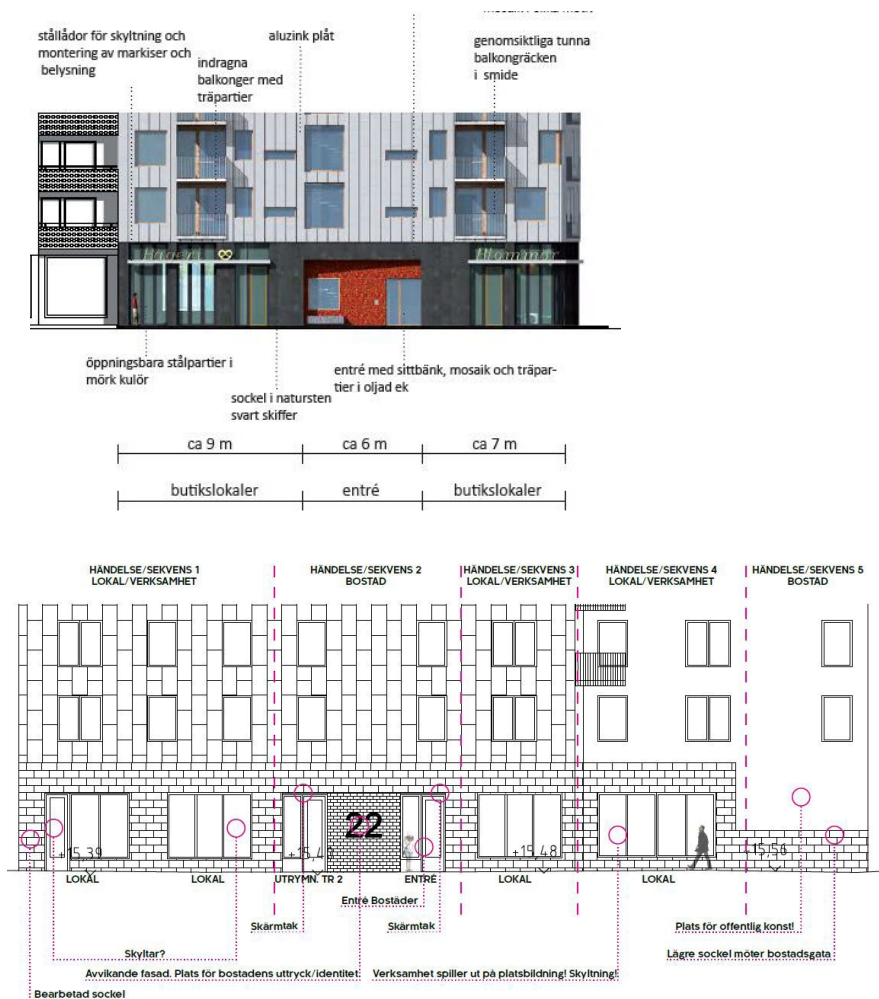 stållådor för skyltning och
montering av markiser och
belysning
indragna
balkonger med
träpartier
aluzink plåt
genomsiktliga tunna
balkongräcken
i smide
Bageri
Blommor
öppningsbara stålpartier i
mörk kulör
sockel i natursten
svart skiffer
entré med sittbänk, mosaik och träpar-
tier i oljad ek
ca 9 m
ca 6 m
ca 7 m
butikslokaler
entré
butikslokaler
HÄNDELSE/SEKVENS 1
LOKAL/VERKSAMHET
HÄNDELSE/SEKVENS 2
BOSTAD
HÄNDELSE/SEKVENS 3
LOKAL/VERKSAMHET
HÄNDELSE/SEKVENS 4
LOKAL/VERKSAMHET
HÄNDELSE/SEKVENS 5
BOSTAD
22
+15,39
+15,48
+15,56
LOKAL
LOKAL
UTRYMN. TR 2
ENTRÉ
LOKAL
LOKAL
Entré Bostäder
Skärmtak
Skärmtak
Plats för offentlig konst!
Skyltar?
Lägre sockel möter bostadsgata
Avvikande fasad. Plats för bostadens uttryck/identitet
Verksamhet spiller ut på platsbildning! Skyltning!
Bearbetad sockel